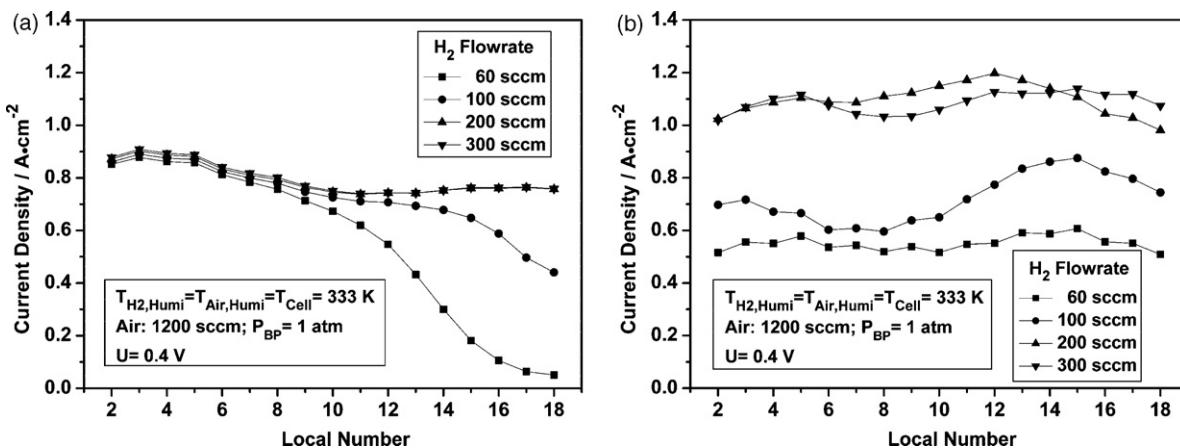 (a)
1.4
1.2
1.0
0.8
0.6
0.4
0.2
0.0
Current Density / A•cm⁻²
H₂ Flowrate
60 sccm
100 sccm
200 sccm
300 sccm
T_H2,Humi=T_Air,Humi=T_Cell= 333 K
Air: 1200 sccm; P_BP= 1 atm
U= 0.4 V
2 4 6 8 10 12 14 16 18
Local Number
(b)
1.4
1.2
1.0
0.8
0.6
0.4
0.2
0.0
Current Density / A•cm⁻²
T_H2,Humi=T_Air,Humi=T_Cell= 333 K
Air: 1200 sccm; P_BP= 1 atm
U= 0.4 V
H₂ Flowrate
60 sccm
100 sccm
200 sccm
300 sccm
2 4 6 8 10 12 14 16 18
Local Number